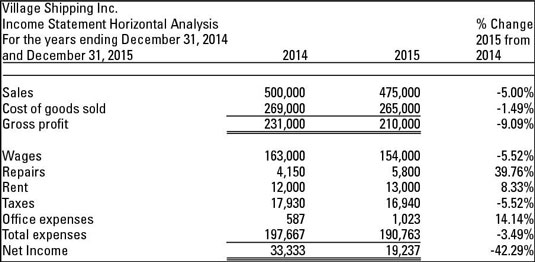 Village Shipping Inc.
Income Statement Horizontal Analysis % Change
For the years ending December 31, 2014 2015 from
and December 31, 2015 2014 2015 2014
Sales 500,000 475,000 -5.00%
Cost of goods sold 269,000 265,000 -1.49%
Gross profit 231,000 210,000 -9.09%
Wages 163,000 154,000 -5.52%
Repairs 4,150 5,800 39.76%
Rent 12,000 13,000 8.33%
Taxes 17,930 16,940 -5.52%
Office expenses 587 1,023 14.14%
Total expenses 197,667 190,763 -3.49%
Net Income 33,333 19,237 -42.29%